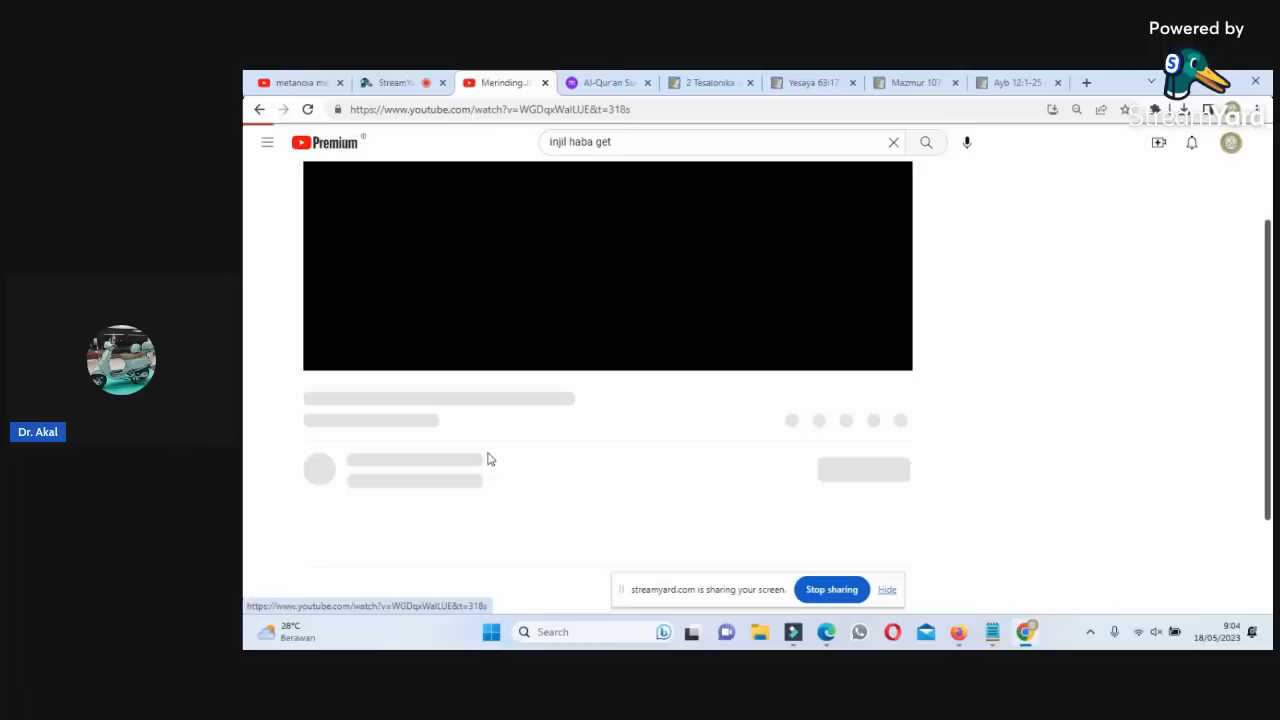 Powered by
StreamYard
metanoia me
StreamYa
Merinding..
Al-Qur'an Su
2 Tesalonika
Yesaya 63:17
Mazmur 107
Ayb 12:1-25
https://www.youtube.com/watch?v=WGDqxWalLUE&t=318s
Premium ID
injil haba get
Dr. Akal
streamyard.com is sharing your screen.
Stop sharing
Hide
https://www.youtube.com/watch?v=WGDqxWalLUE&t=318s
28°C
Berawan
Search
9:04
18/05/2023